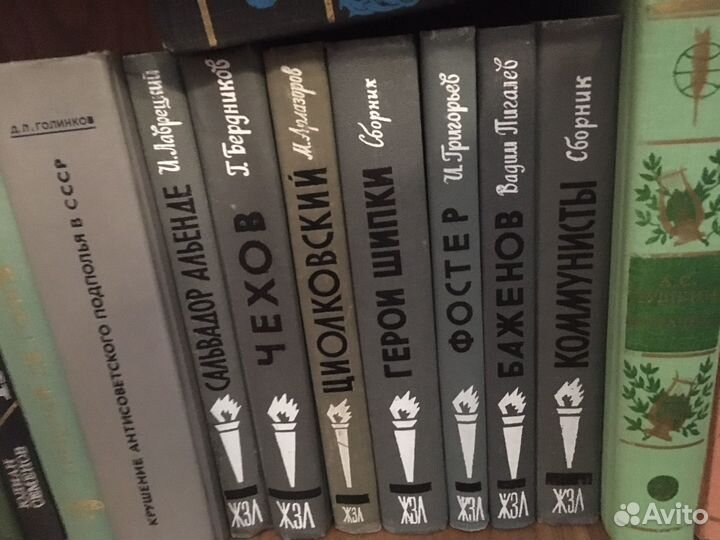 Д.Л. ГОЛИНКОВ
КРУШЕНИЕ АНТИСОВЕТСКОГО ПОДПОЛЬЯ В СССР
И. Лаврецкий
САЛЬВАДОР АЛЬЕНДЕ
ЖЗЛ
Г. Бердников
ЧЕХОВ
ЖЗЛ
М. Арлазоров
ЦИОЛКОВСКИЙ
ЖЗЛ
Сборник
ГЕРОИ ШИПКИ
ЖЗЛ
И. Григорьев
ФОСТЕР
ЖЗЛ
Вадим Пигалев
БАЖЕНОВ
ЖЗЛ
Сборник
КОММУНИСТЫ
ЖЗЛ
А.С.
Avito